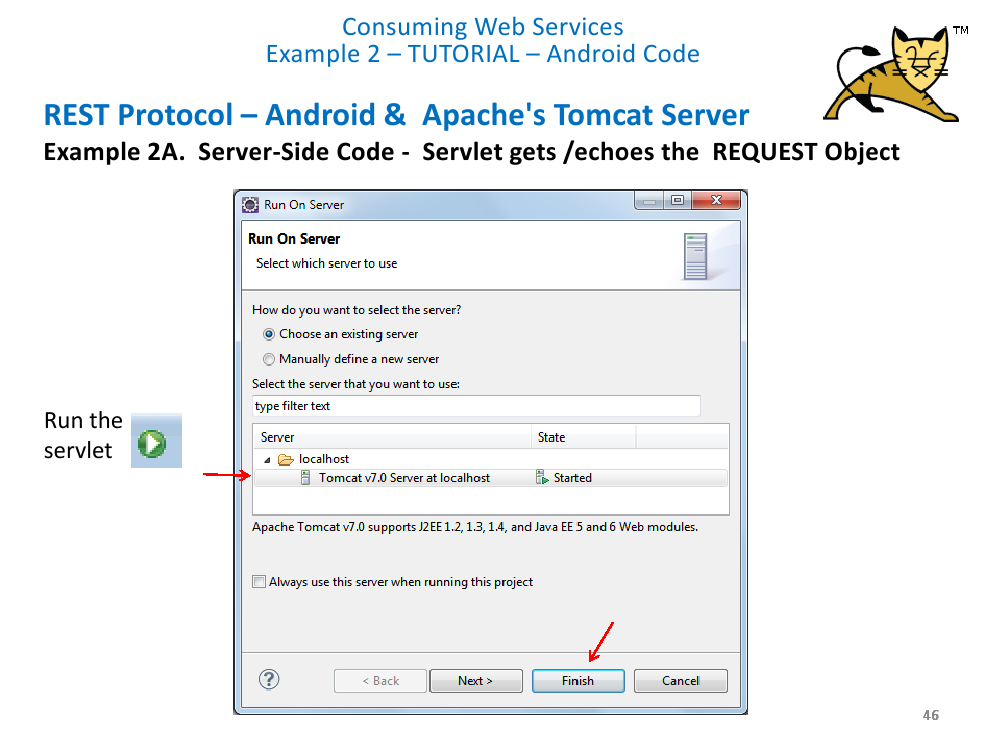 Consuming Web Services
Example 2 – TUTORIAL – Android Code
TM
REST Protocol – Android &  Apache's Tomcat Server
Example 2A.  Server-Side Code -  Servlet gets /echoes the  REQUEST Object
Run On Server
Run On Server
Select which server to use
How do you want to select the server?
Choose an existing server
Manually define a new server
Select the server that you want to use:
type filter text
Server State
localhost
Tomcat v7.0 Server at localhost Started
Apache Tomcat v7.0 supports J2EE 1.2, 1.3, 1.4, and Java EE 5 and 6 Web modules.
Always use this server when running this project
? < Back Next > Finish Cancel
Run the
servlet
46